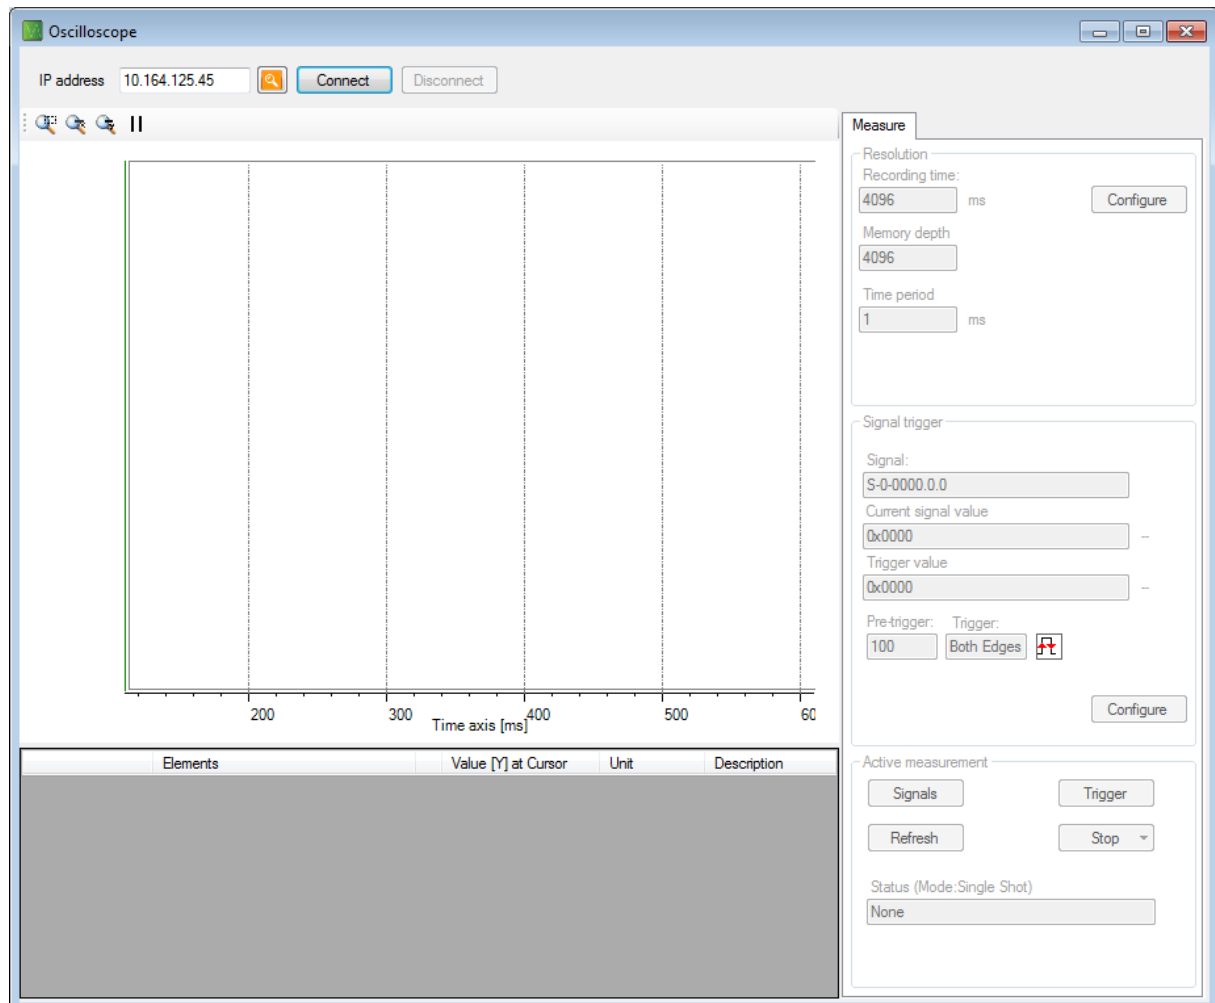 Oscilloscope
IP address 10.164.125.45 Connect Disconnect
Measure
Resolution
Recording time:
4096 ms Configure
Memory depth
4096
Time period
1 ms
Signal trigger
Signal:
S-0-0000.0.0
Current signal value
0x0000 --
Trigger value
0x0000 --
Pre-trigger: Trigger:
100 Both Edges
Configure
200 300 400 500 60
Time axis [ms]
Elements Value [Y] at Cursor Unit Description
Active measurement
Signals Trigger
Refresh Stop
Status (Mode:Single Shot)
None